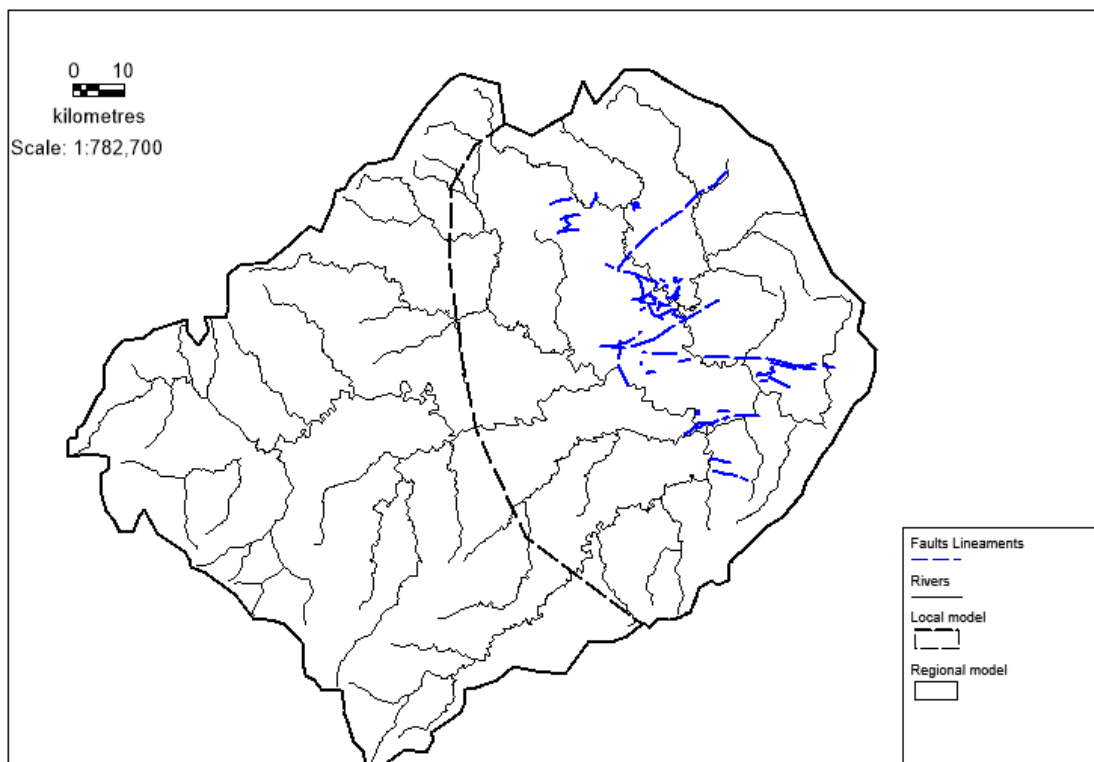 0 10
kilometres
Scale: 1:782,700
Faults Lineaments
Rivers
Local model
Regional model